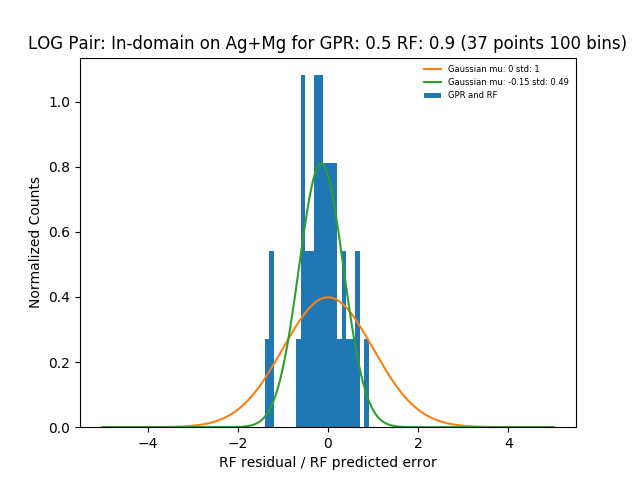 LOG Pair: In-domain on Ag+Mg for GPR: 0.5 RF: 0.9 (37 points 100 bins)
Gaussian mu: 0 std: 1
Gaussian mu: -0.15 std: 0.49
GPR and RF
Normalized Counts
1.0
0.8
0.6
0.4
0.2
0.0
−4
−2
0
2
4
RF residual / RF predicted error